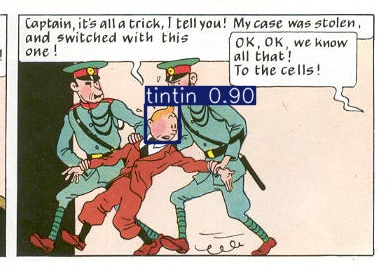 Captain, it's all a trick, I tell you! My case was stolen,
and switched with this
one!
OK, OK, we know
all that!
To the cells!
tintin 0.90